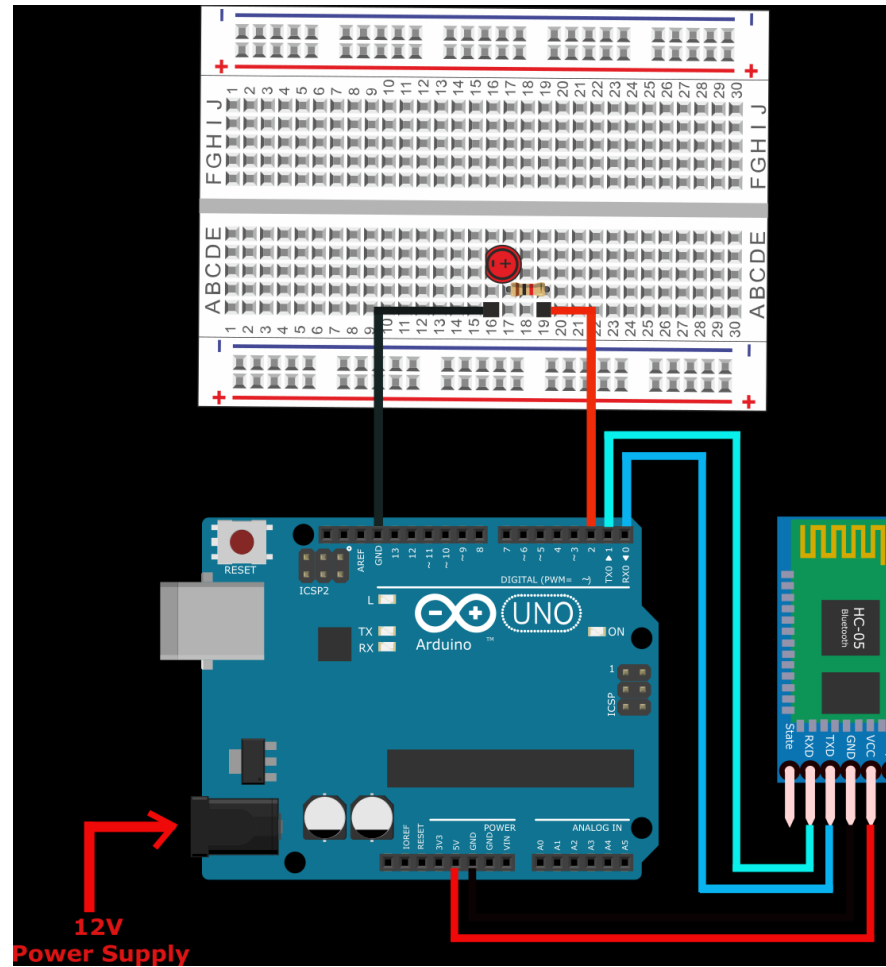 - -
+ +
1 2 3 4 5 6 7 8 9 10 11 12 13 14 15 16 17 18 19 20 21 22 23 24 25 26 27 28 29 30
F G H I J F G H I J
- +
A B C D E A B C D E
1 2 3 4 5 6 7 8 9 10 11 12 13 14 15 16 17 18 19 20 21 22 23 24 25 26 27 28 29 30
- -
+ +
RESET
ICSP2
AREF
GND
13
12
~11
~10
~9
8
7
~6
~5
4
~3
2
TX0 ▶ 1
RX0 ◀ 0
DIGITAL (PWM= ~)
L
TX
RX
UNO
Arduino ™
ON
1
ICSP
HC-05
Bluetooth
State
RXD
TXD
GND
VCC
POWER
ANALOG IN
IOREF
RESET
3V3
5V
GND
GND
VIN
A0
A1
A2
A3
A4
A5
12V
Power Supply